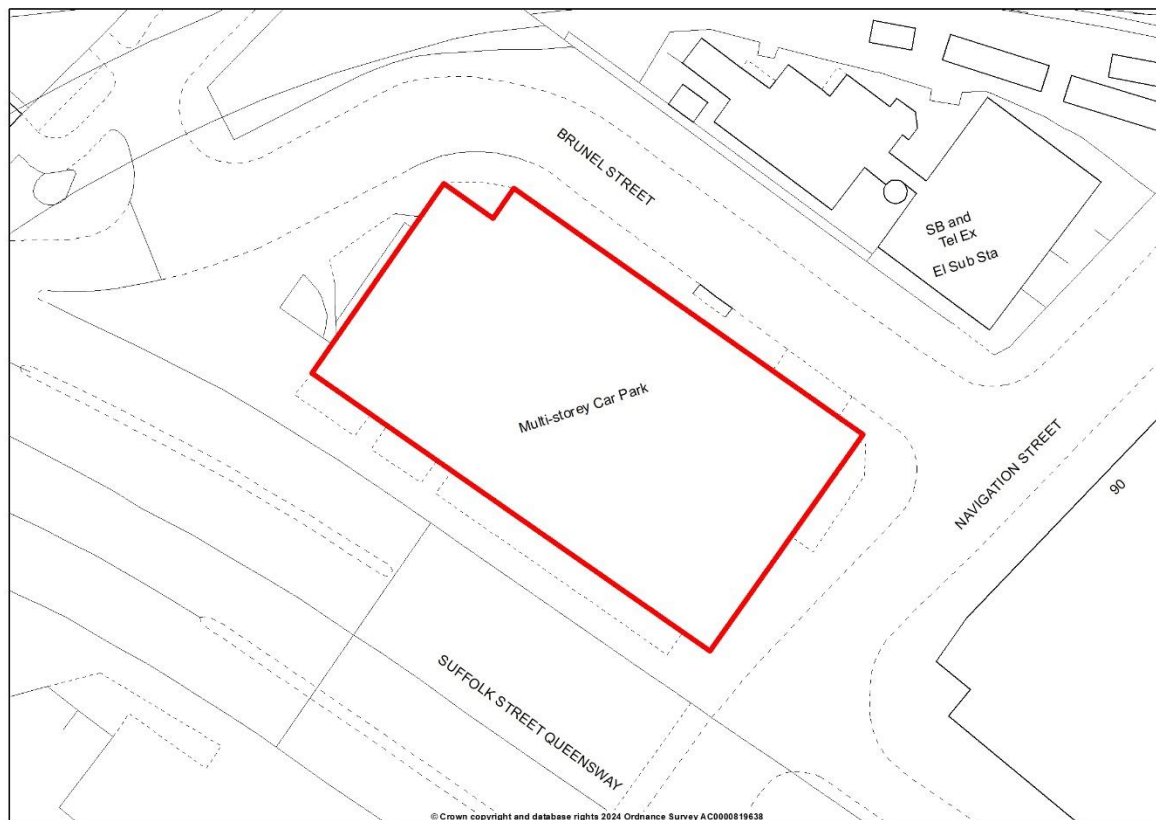 BRUNEL STREET
SB and
Tel Ex
El Sub Sta
Multi-storey Car Park
NAVIGATION STREET
90
SUFFOLK STREET QUEENSWAY
© Crown copyright and database rights 2024 Ordnance Survey AC0000819638